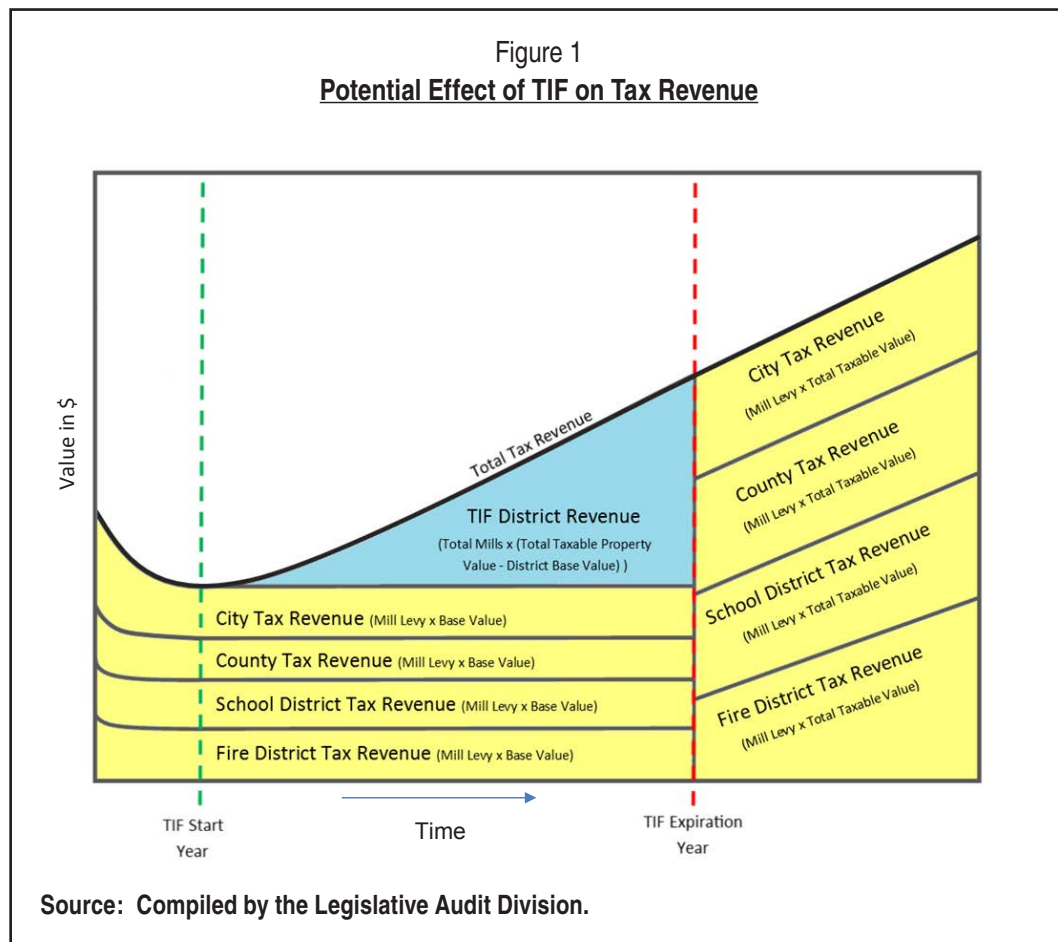 Figure 1
Potential Effect of TIF on Tax Revenue
Value in $
Total Tax Revenue
TIF District Revenue
(Total Mills x (Total Taxable Property
Value - District Base Value) )
City Tax Revenue (Mill Levy x Base Value)
County Tax Revenue (Mill Levy x Base Value)
School District Tax Revenue (Mill Levy x Base Value)
Fire District Tax Revenue (Mill Levy x Base Value)
City Tax Revenue
(Mill Levy x Total Taxable Value)
County Tax Revenue
(Mill Levy x Total Taxable Value)
School District Tax Revenue
(Mill Levy x Total Taxable Value)
Fire District Tax Revenue
(Mill Levy x Total Taxable Value)
TIF Start
Year
Time
TIF Expiration
Year
Source: Compiled by the Legislative Audit Division.